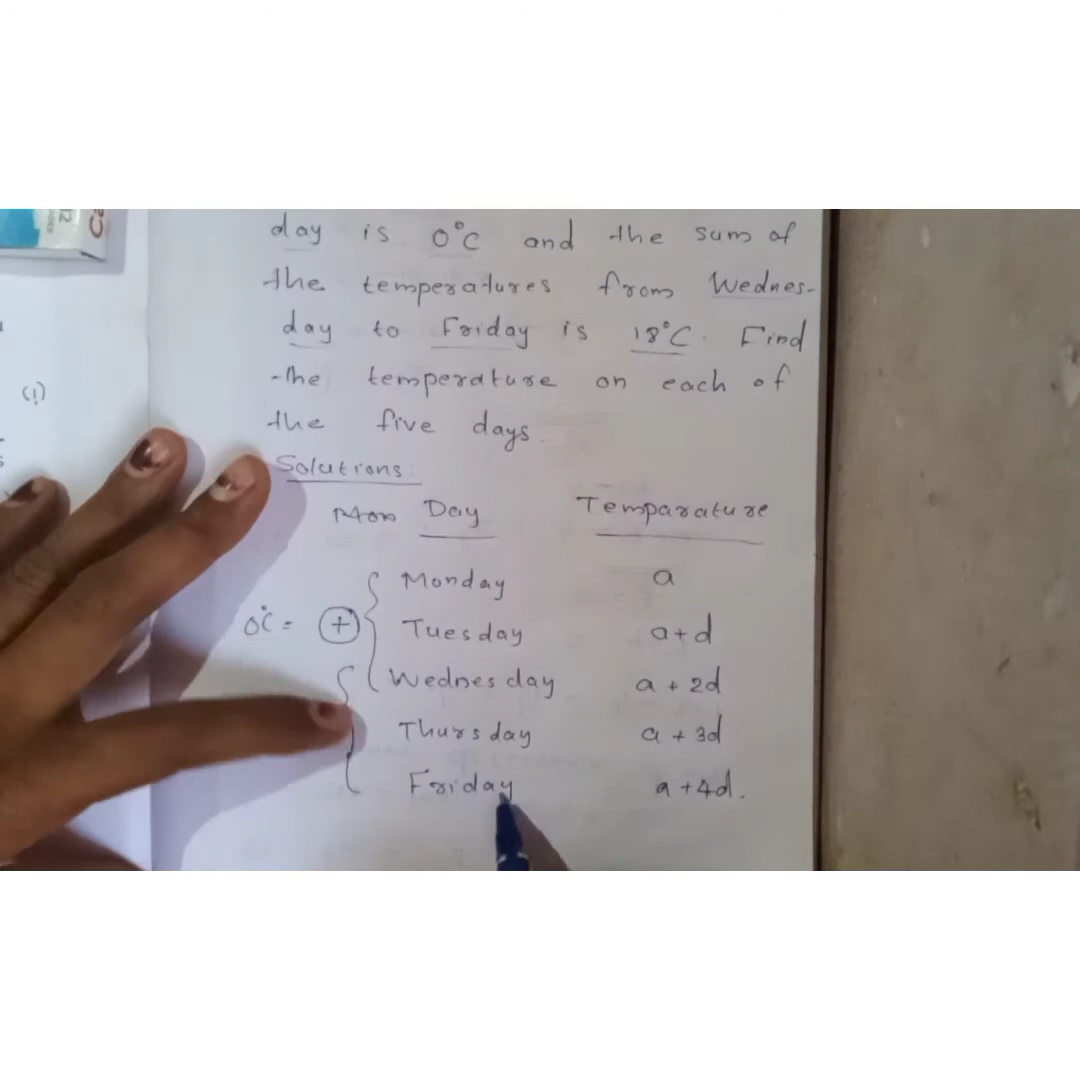 day is 0°C and the sum of
the temperatures from Wednes-
day to Friday is 18°C. Find
the temperature on each of
the five days.
Solutions:
Mon Day Temparature
Monday a
0°C = + Tuesday a+d
Wednesday a + 2d
Thursday a + 3d
Friday a +4d.
(i)